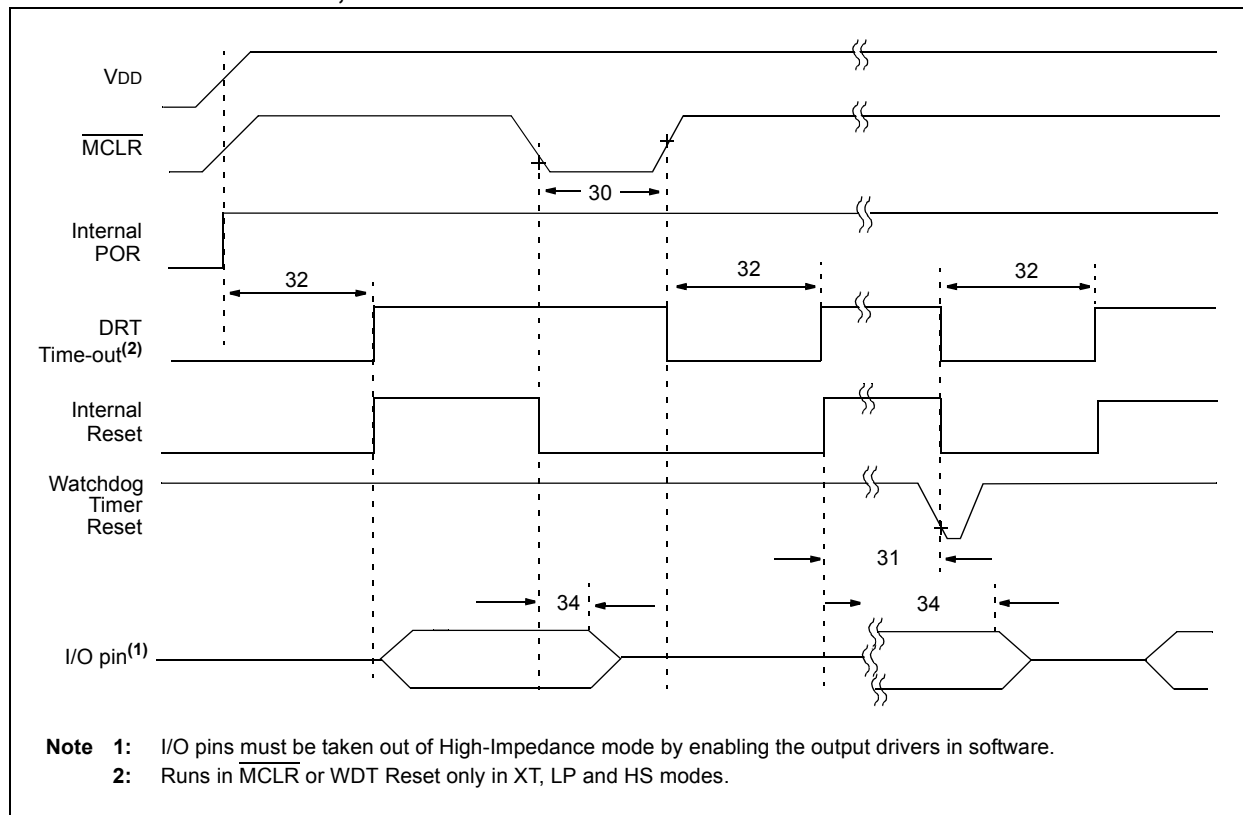 VDD
MCLR
30
Internal
POR
32
32
32
DRT
Time-out(2)
Internal
Reset
Watchdog
Timer
Reset
31
34
34
I/O pin(1)
Note 1: I/O pins must be taken out of High-Impedance mode by enabling the output drivers in software.
2: Runs in MCLR or WDT Reset only in XT, LP and HS modes.